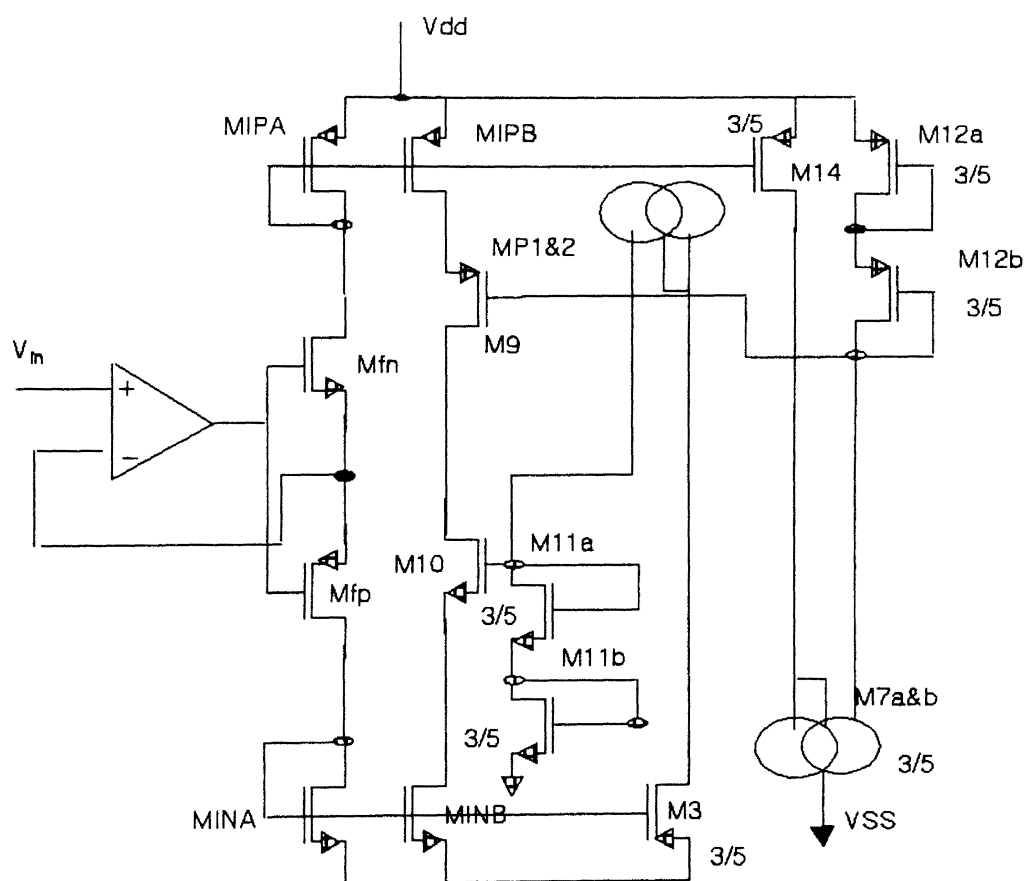 Vdd
MIPA
MIPB
3/5
M12a
M14
3/5
MP1&2
M12b
3/5
M9
Vin
Mfn
+
−
M10
M11a
Mfp
3/5
M11b
M7a&b
3/5
3/5
MINA
MINB
M3
VSS
3/5